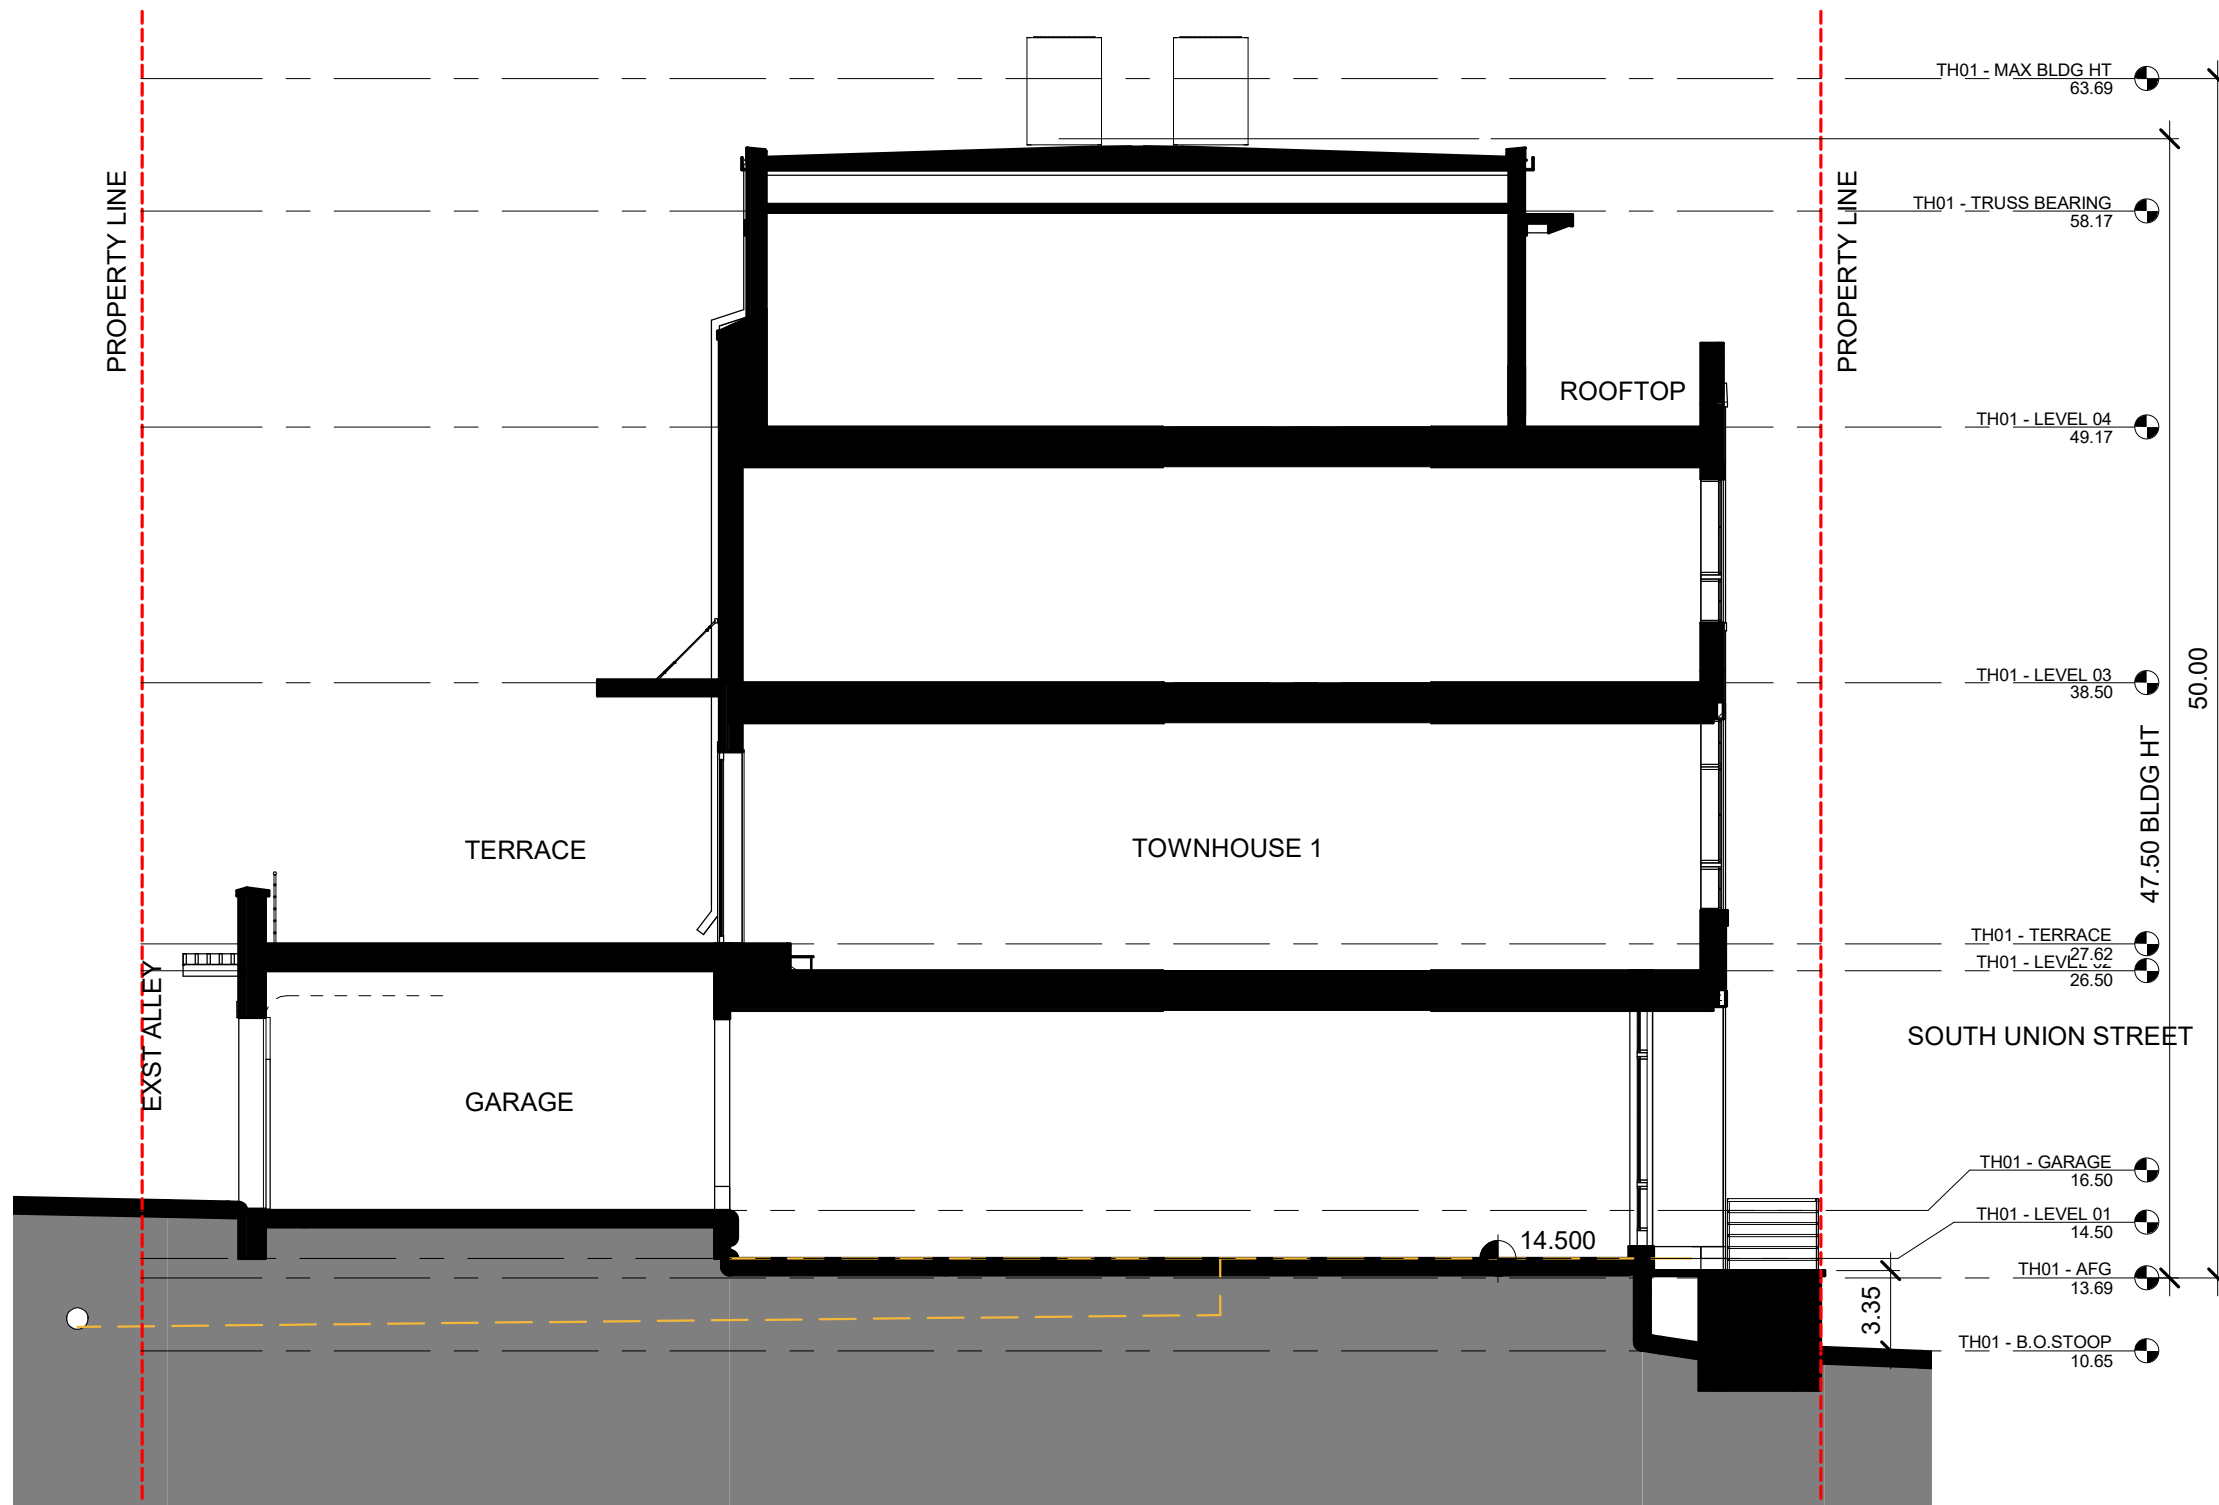 TH01 - MAX BLDG HT
63.69
PROPERTY LINE
PROPERTY LINE
TH01 - TRUSS BEARING
58.17
ROOFTOP
TH01 - LEVEL 04
49.17
TH01 - LEVEL 03
38.50
50.00
47.50 BLDG HT
TERRACE
TOWNHOUSE 1
TH01 - TERRACE
27.62
TH01 - LEVEL 02
26.50
EXST ALLEY
SOUTH UNION STREET
GARAGE
TH01 - GARAGE
16.50
TH01 - LEVEL 01
14.50
14.500
TH01 - AFG
13.69
3.35
TH01 - B.O.STOOP
10.65